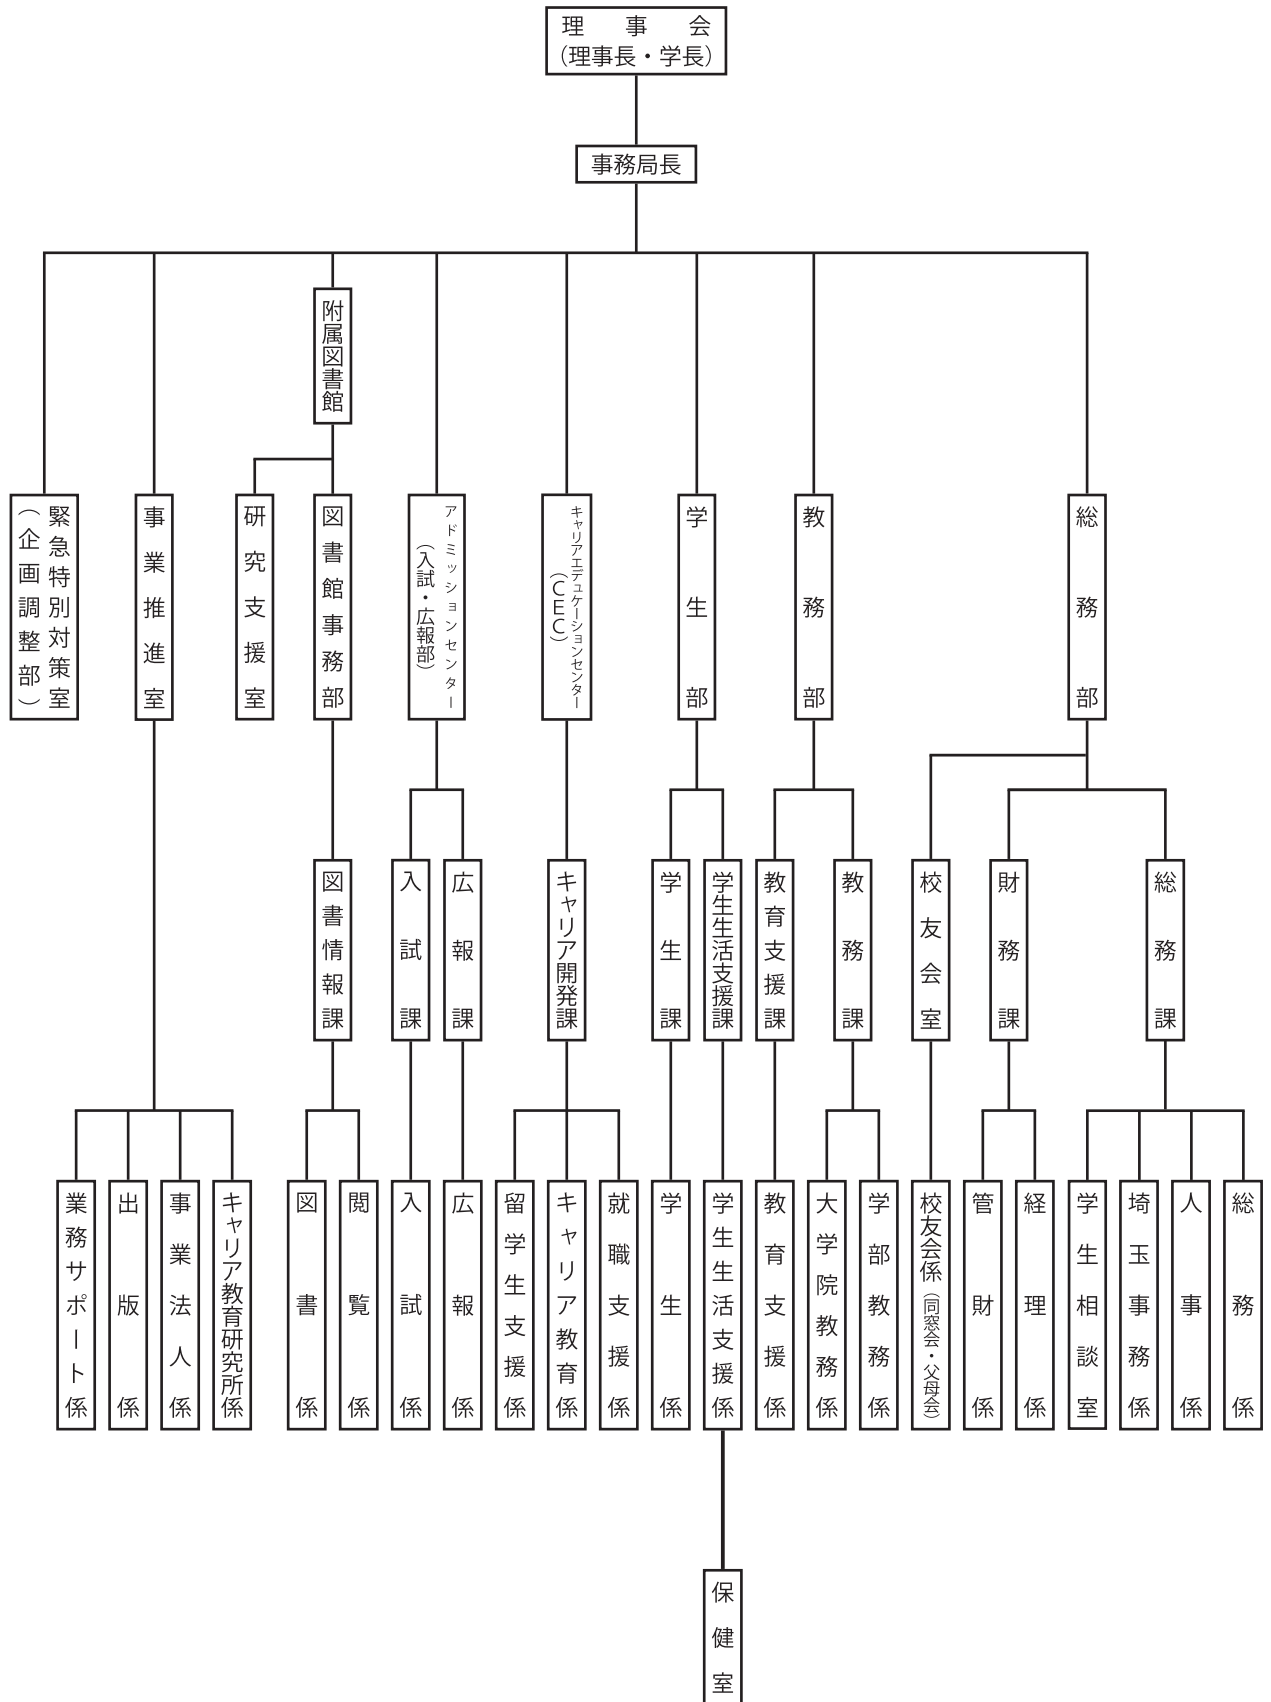 理事会
（理事長・学長）
事務局長
附属図書館
緊急特別対策室
（企画調整部）
事業推進室
研究支援室
図書館事務部
アドミッションセンター
（入試・広報部）
キャリアエデュケーションセンター
（CEC）
学生部
教務部
総務部
図書情報課
入試課
広報課
キャリア開発課
学生課
学生生活支援課
教育支援課
教務課
校友会室
財務課
総務課
業務サポート係
出版係
事業法人係
キャリア教育研究所係
図書係
閲覧係
入試係
広報係
留学生支援係
キャリア教育係
就職支援係
学生係
学生生活支援係
教育支援係
大学院教務係
学部教務係
校友会係（同窓会・父母会）
管財係
経理係
学生相談室
埼玉事務係
人事係
総務係
保健室